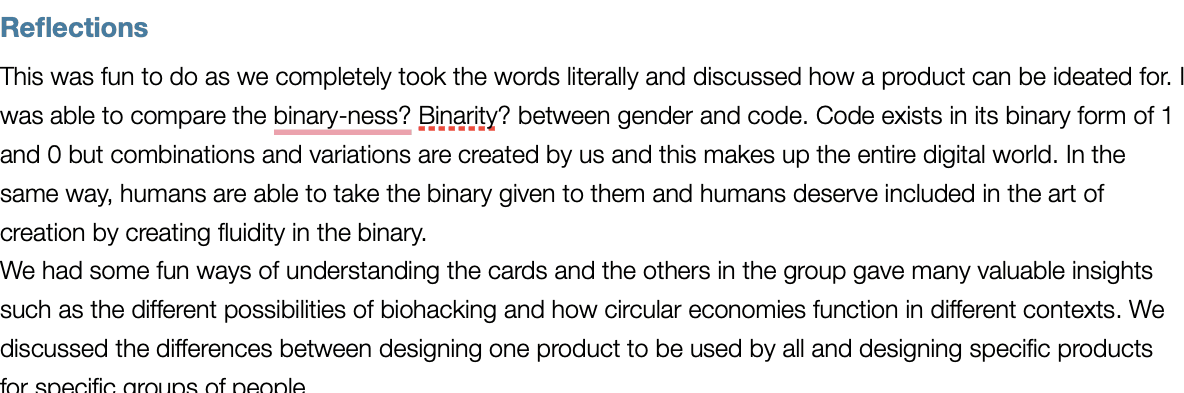 Reflections
This was fun to do as we completely took the words literally and discussed how a product can be ideated for. I
was able to compare the binary-ness? Binarity? between gender and code. Code exists in its binary form of 1
and 0 but combinations and variations are created by us and this makes up the entire digital world. In the
same way, humans are able to take the binary given to them and humans deserve included in the art of
creation by creating fluidity in the binary.
We had some fun ways of understanding the cards and the others in the group gave many valuable insights
such as the different possibilities of biohacking and how circular economies function in different contexts. We
discussed the differences between designing one product to be used by all and designing specific products
for specific groups of people